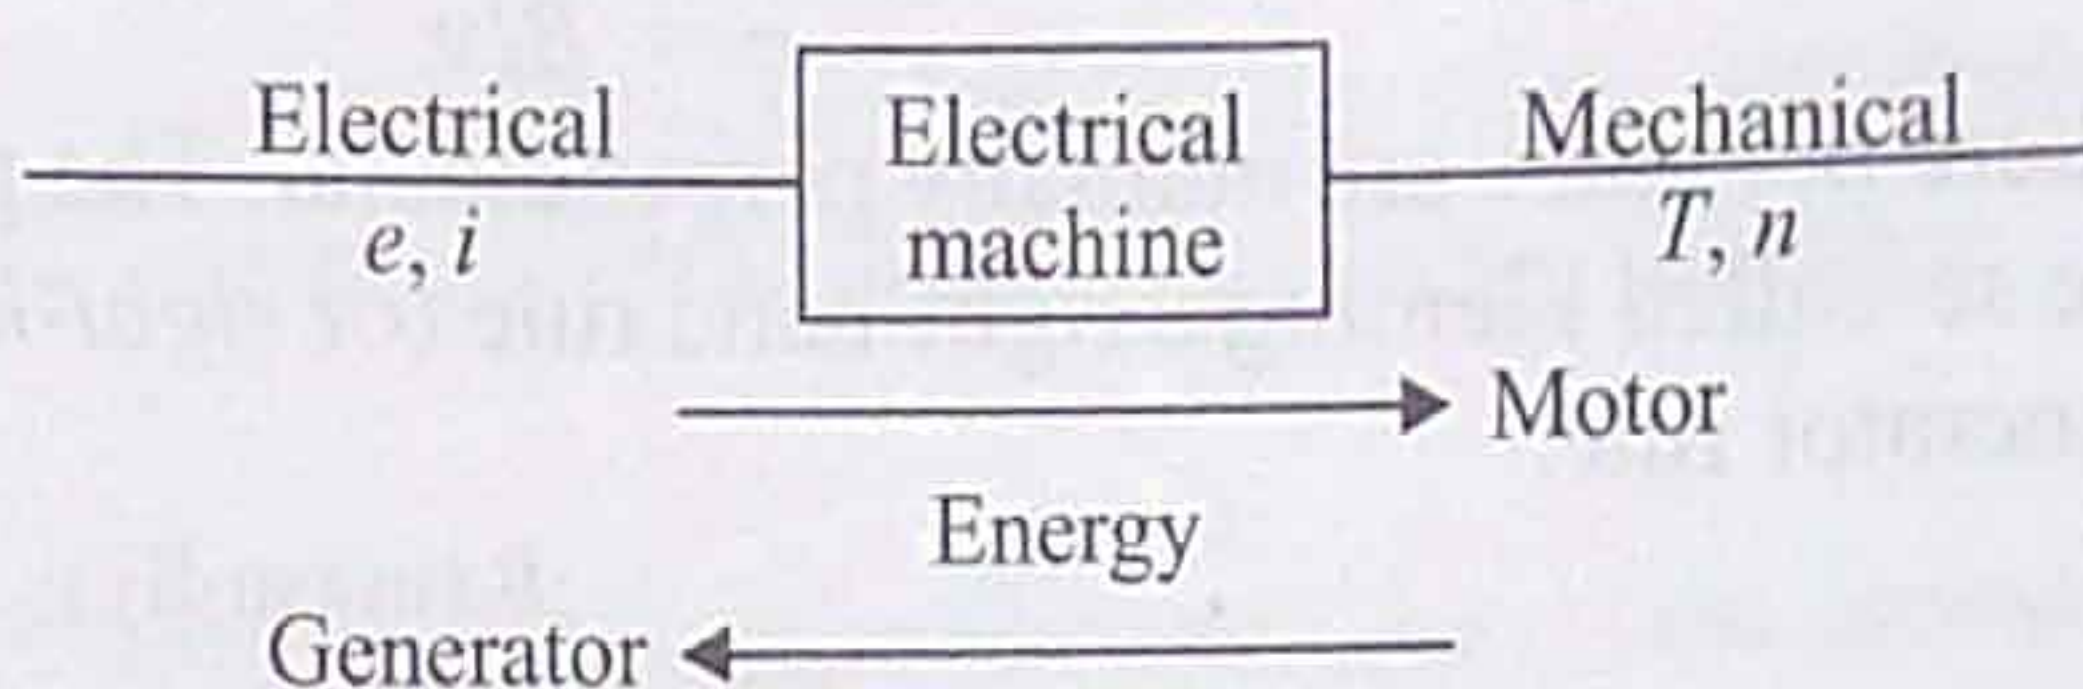 Electrical
e, i
Electrical
machine
Mechanical
T, n
Motor
Energy
Generator